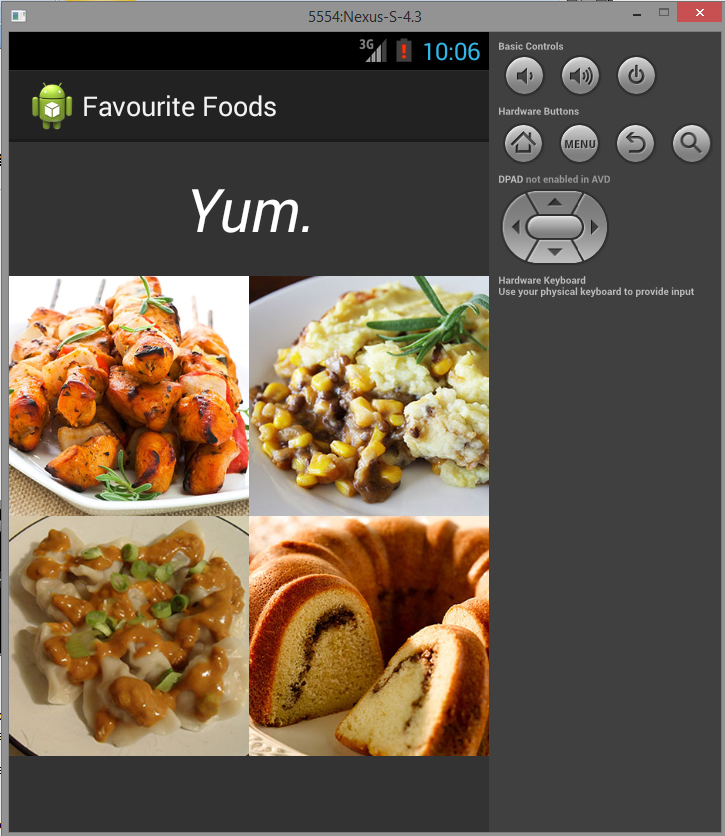 5554:Nexus-S-4.3
3G
10:06
Favourite Foods
Yum.
Basic Controls
Hardware Buttons
MENU
DPAD not enabled in AVD
Hardware Keyboard
Use your physical keyboard to provide input